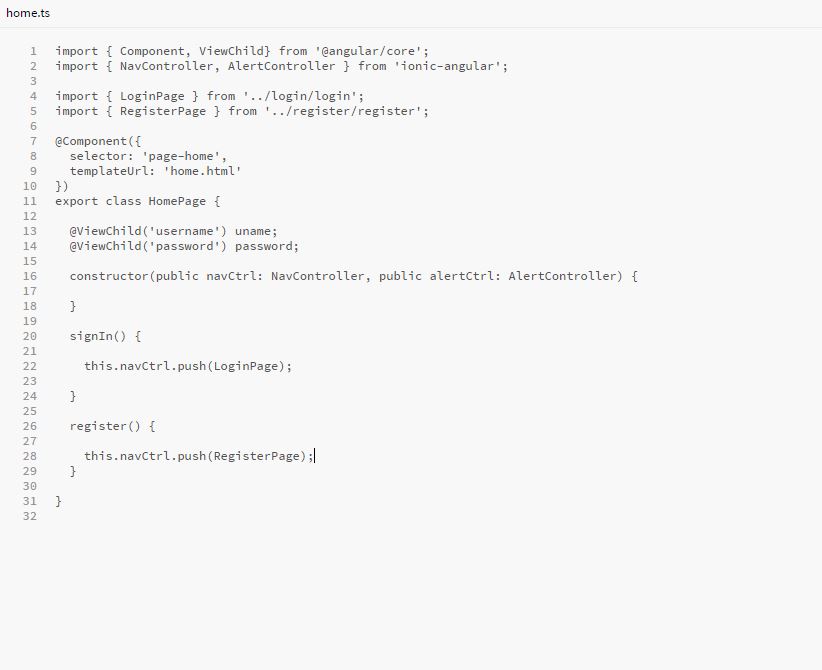 home.ts
1 import { Component, ViewChild} from '@angular/core';
2 import { NavController, AlertController } from 'ionic-angular';
3
4 import { LoginPage } from '../login/login';
5 import { RegisterPage } from '../register/register';
6
7 @Component({
8   selector: 'page-home',
9   templateUrl: 'home.html'
10 })
11 export class HomePage {
12
13   @ViewChild('username') uname;
14   @ViewChild('password') password;
15
16   constructor(public navCtrl: NavController, public alertCtrl: AlertController) {
17
18   }
19
20   signIn() {
21
22     this.navCtrl.push(LoginPage);
23
24   }
25
26   register() {
27
28     this.navCtrl.push(RegisterPage);
29   }
30
31 }
32